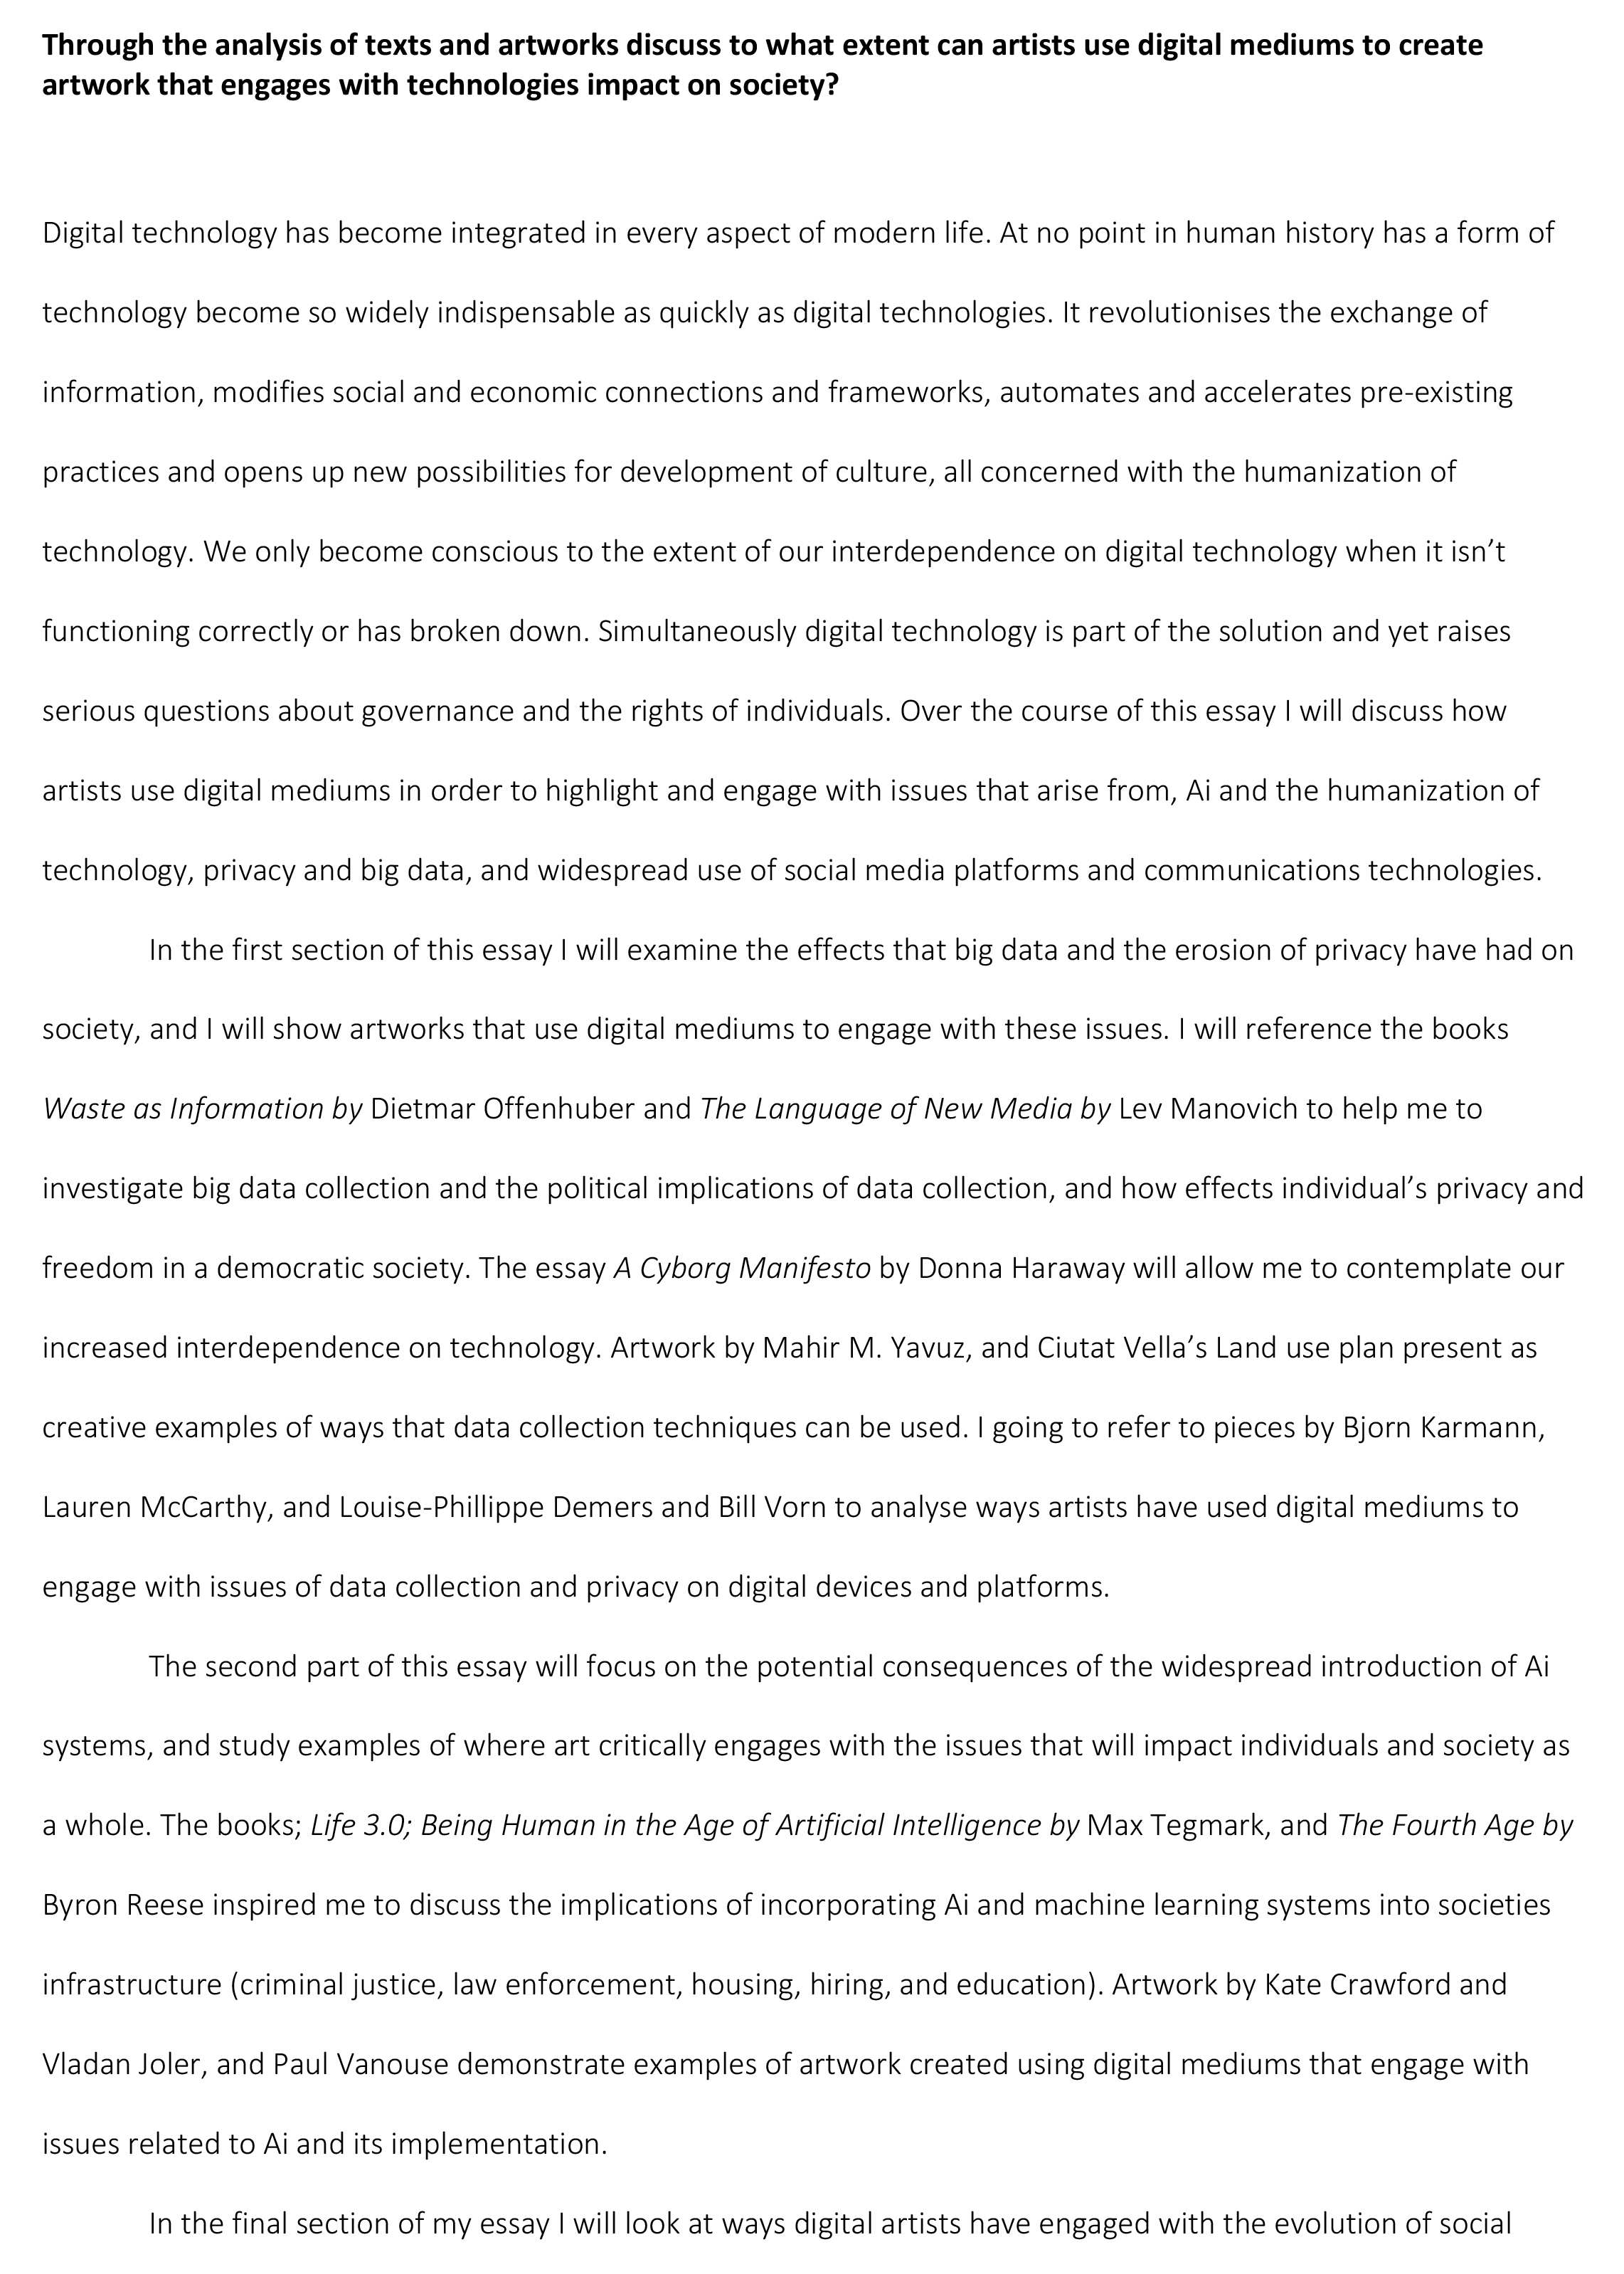 Through the analysis of texts and artworks discuss to what extent can artists use digital mediums to create
artwork that engages with technologies impact on society?
Digital technology has become integrated in every aspect of modern life. At no point in human history has a form of
technology become so widely indispensable as quickly as digital technologies. It revolutionises the exchange of
information, modifies social and economic connections and frameworks, automates and accelerates pre-existing
practices and opens up new possibilities for development of culture, all concerned with the humanization of
technology. We only become conscious to the extent of our interdependence on digital technology when it isn’t
functioning correctly or has broken down. Simultaneously digital technology is part of the solution and yet raises
serious questions about governance and the rights of individuals. Over the course of this essay I will discuss how
artists use digital mediums in order to highlight and engage with issues that arise from, Ai and the humanization of
technology, privacy and big data, and widespread use of social media platforms and communications technologies.
In the first section of this essay I will examine the effects that big data and the erosion of privacy have had on
society, and I will show artworks that use digital mediums to engage with these issues. I will reference the books
Waste as Information by Dietmar Offenhuber and The Language of New Media by Lev Manovich to help me to
investigate big data collection and the political implications of data collection, and how effects individual’s privacy and
freedom in a democratic society. The essay A Cyborg Manifesto by Donna Haraway will allow me to contemplate our
increased interdependence on technology. Artwork by Mahir M. Yavuz, and Ciutat Vella’s Land use plan present as
creative examples of ways that data collection techniques can be used. I going to refer to pieces by Bjorn Karmann,
Lauren McCarthy, and Louise-Phillippe Demers and Bill Vorn to analyse ways artists have used digital mediums to
engage with issues of data collection and privacy on digital devices and platforms.
The second part of this essay will focus on the potential consequences of the widespread introduction of Ai
systems, and study examples of where art critically engages with the issues that will impact individuals and society as
a whole. The books; Life 3.0; Being Human in the Age of Artificial Intelligence by Max Tegmark, and The Fourth Age by
Byron Reese inspired me to discuss the implications of incorporating Ai and machine learning systems into societies
infrastructure (criminal justice, law enforcement, housing, hiring, and education). Artwork by Kate Crawford and
Vladan Joler, and Paul Vanouse demonstrate examples of artwork created using digital mediums that engage with
issues related to Ai and its implementation.
In the final section of my essay I will look at ways digital artists have engaged with the evolution of social